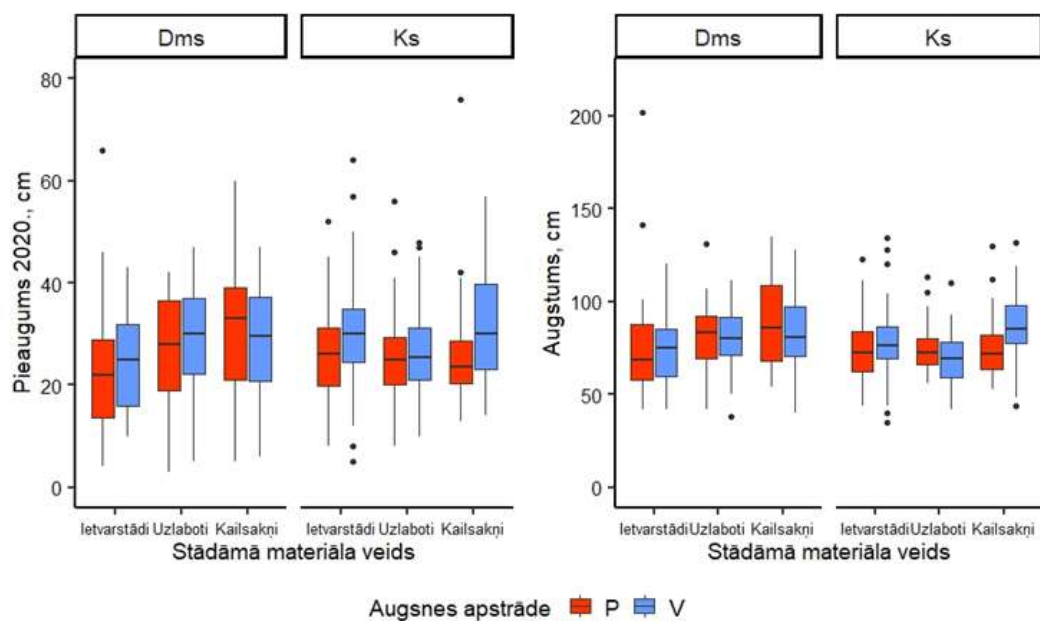 Dms
Ks
Pieaugums 2020., cm
80
60
40
20
0
Ietvarstādi Uzlaboti Kailsakņi
Ietvarstādi Uzlaboti Kailsakņi
Stādāmā materiāla veids
Dms
Ks
Augstums, cm
200
150
100
50
0
Ietvarstādi Uzlaboti Kailsakņi
Ietvarstādi Uzlaboti Kailsakņi
Stādāmā materiāla veids
Augsnes apstrāde P V